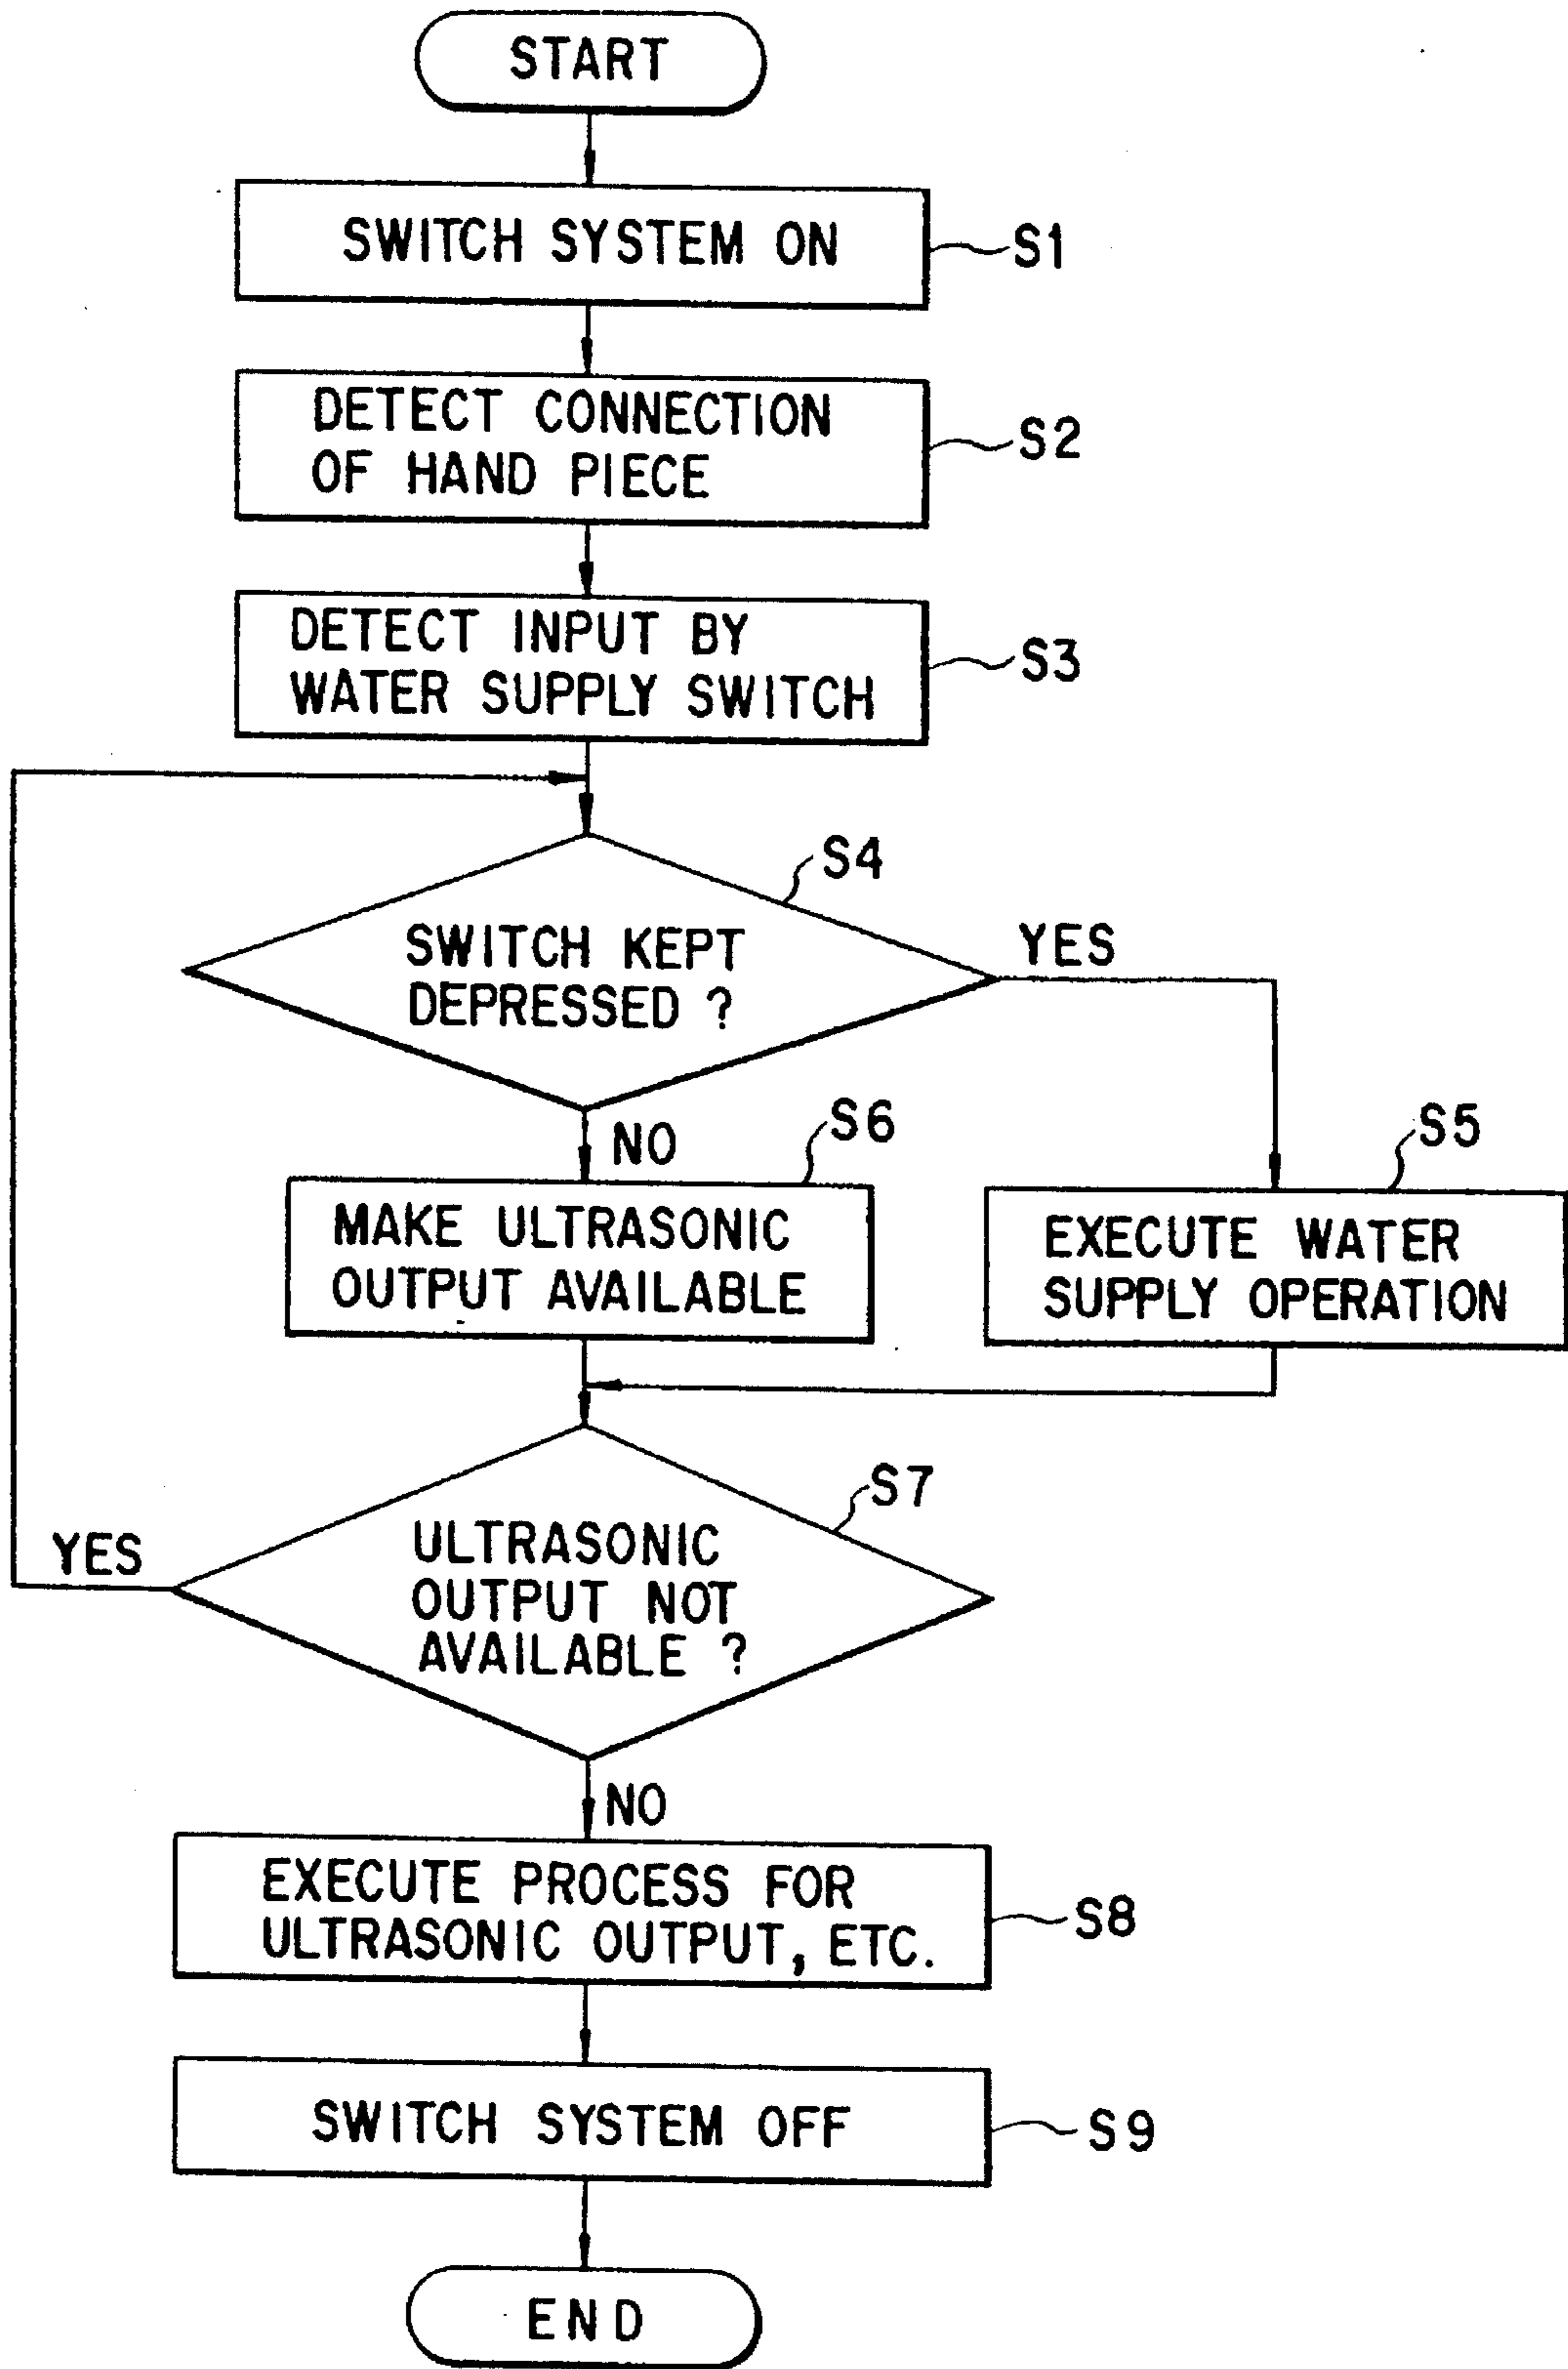 START
SWITCH SYSTEM ON
S1
DETECT CONNECTION
OF HAND PIECE
S2
DETECT INPUT BY
WATER SUPPLY SWITCH
S3
S4
SWITCH KEPT
DEPRESSED ?
YES
NO
S6
MAKE ULTRASONIC
OUTPUT AVAILABLE
S5
EXECUTE WATER
SUPPLY OPERATION
S7
ULTRASONIC
OUTPUT NOT
AVAILABLE ?
YES
NO
EXECUTE PROCESS FOR
ULTRASONIC OUTPUT, ETC.
S8
SWITCH SYSTEM OFF
S9
END